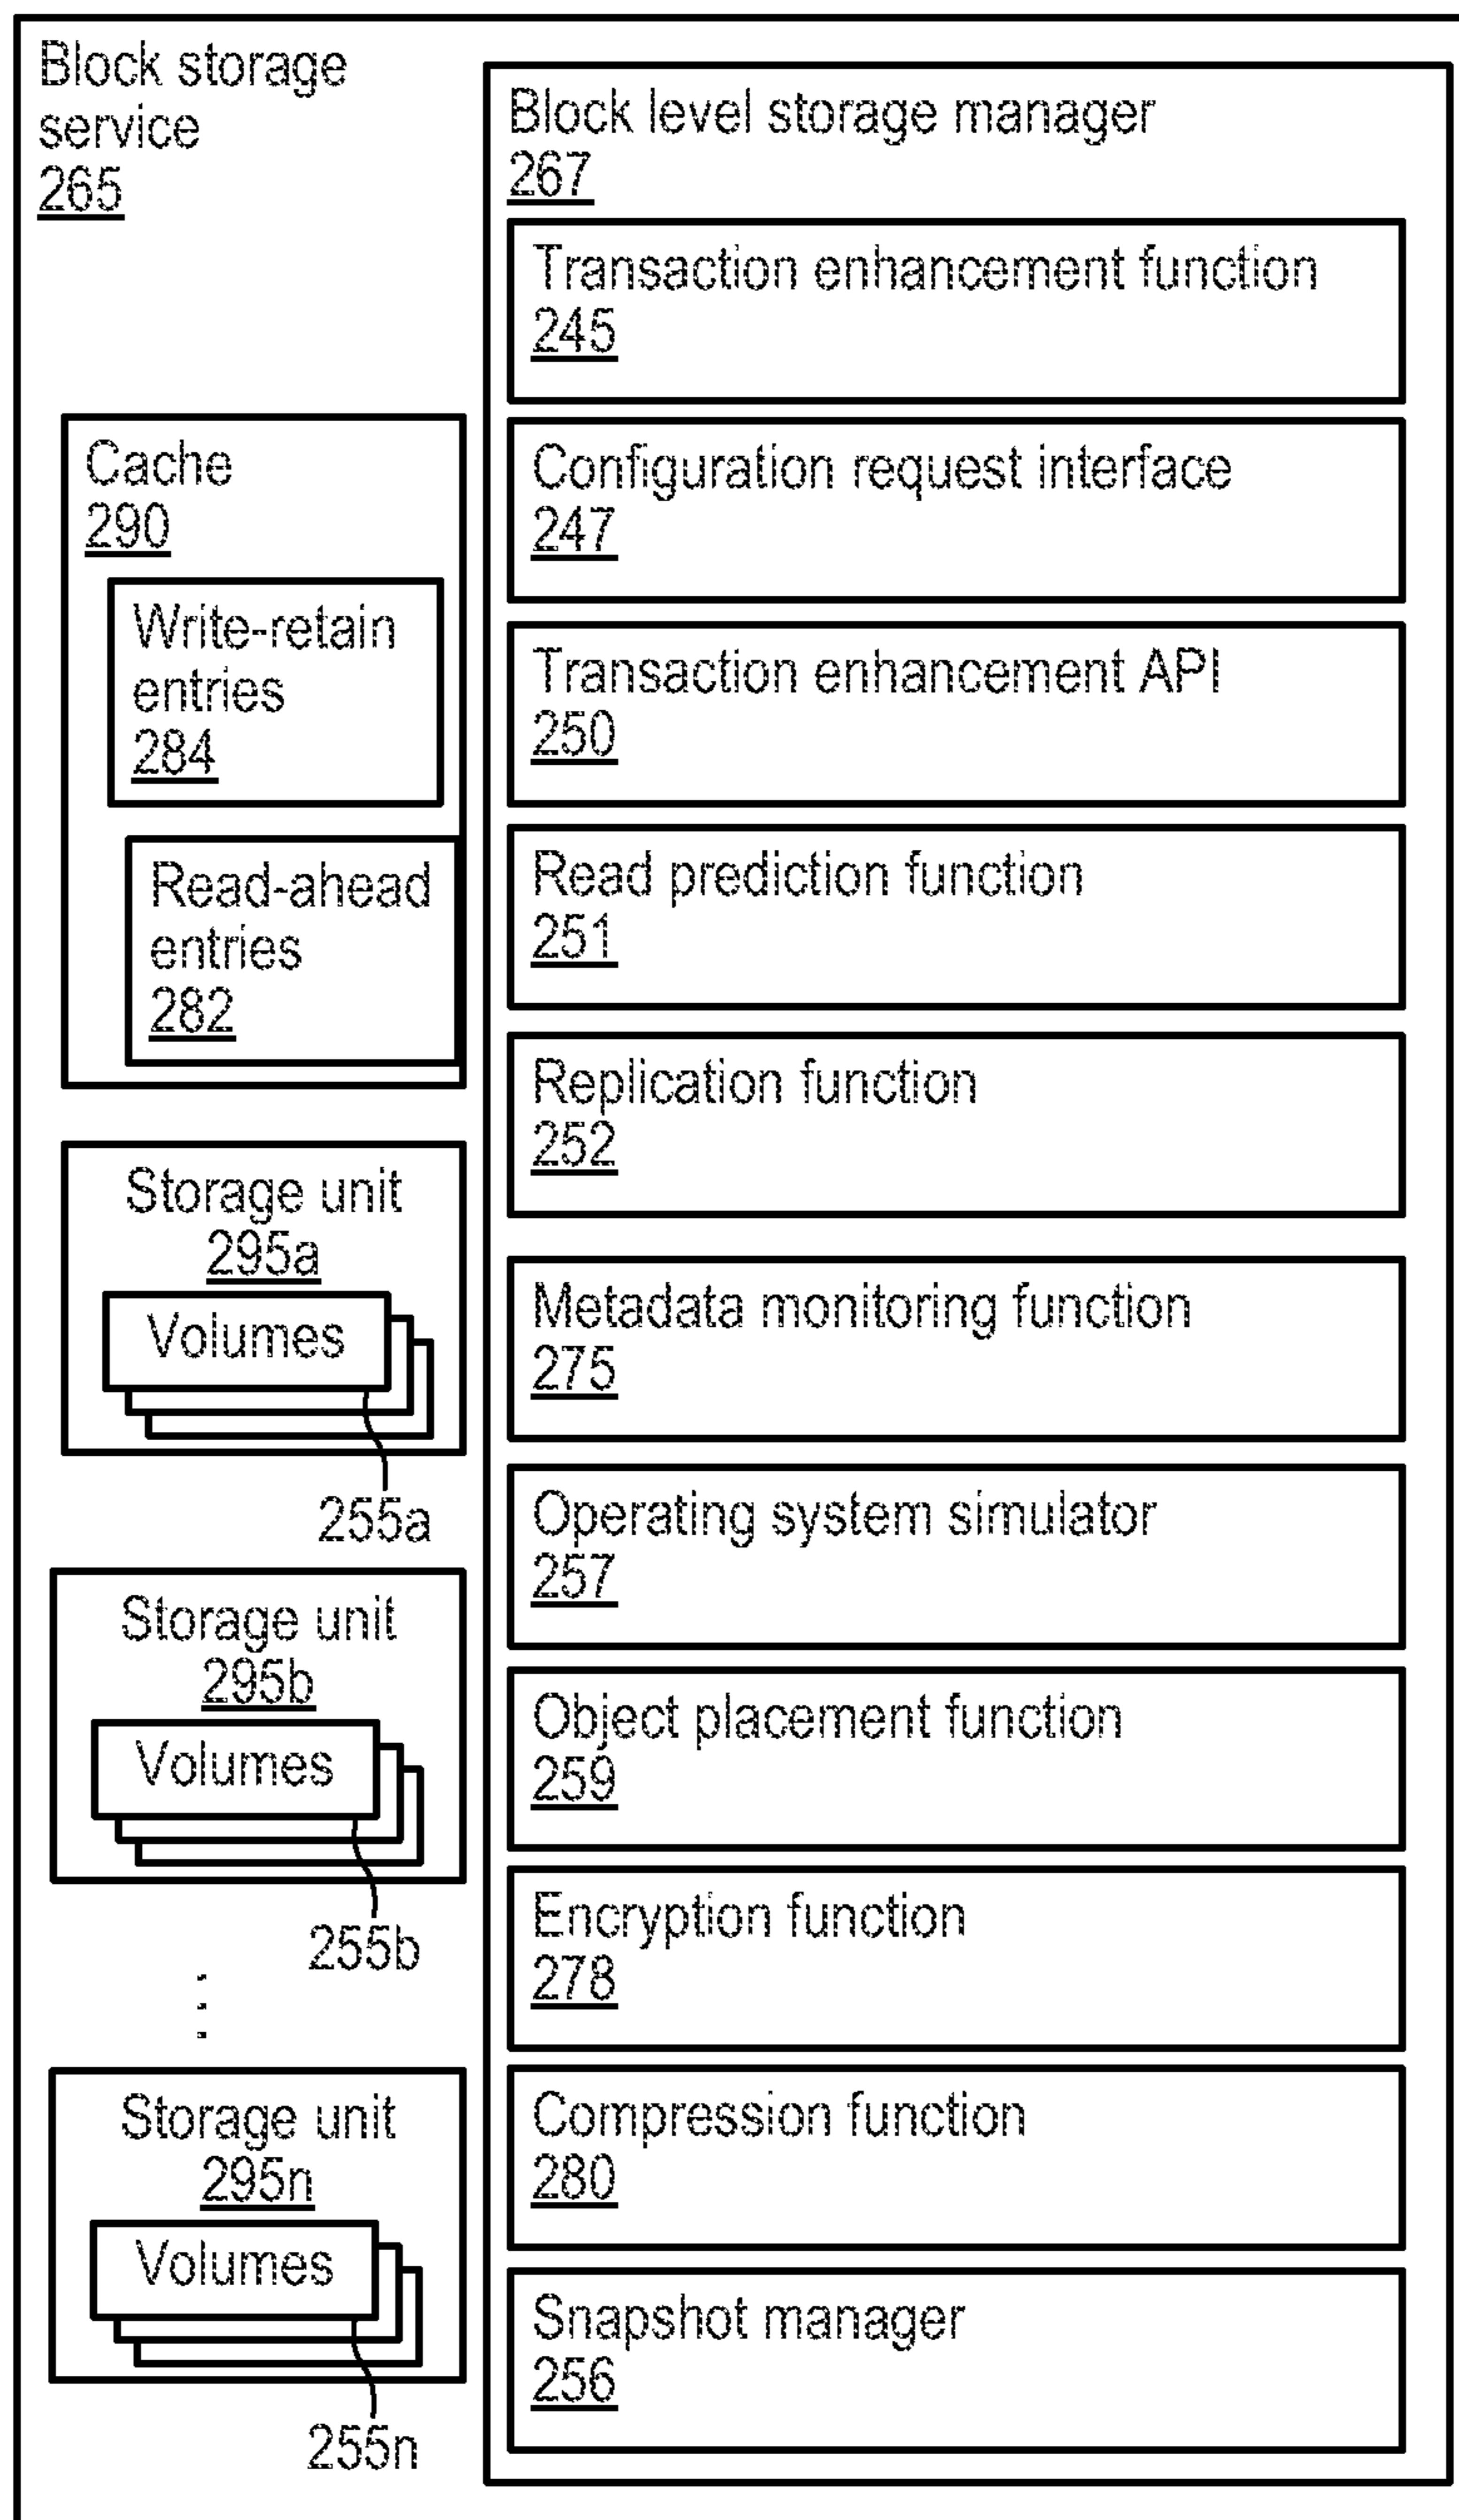 Block storage
service
265
Cache
290
Write-retain
entries
284
Read-ahead
entries
282
Storage unit
295a
Volumes
255a
Storage unit
295b
Volumes
255b
Storage unit
295n
Volumes
255n
Block level storage manager
267
Transaction enhancement function
245
Configuration request interface
247
Transaction enhancement API
250
Read prediction function
251
Replication function
252
Metadata monitoring function
275
Operating system simulator
257
Object placement function
259
Encryption function
278
Compression function
280
Snapshot manager
256